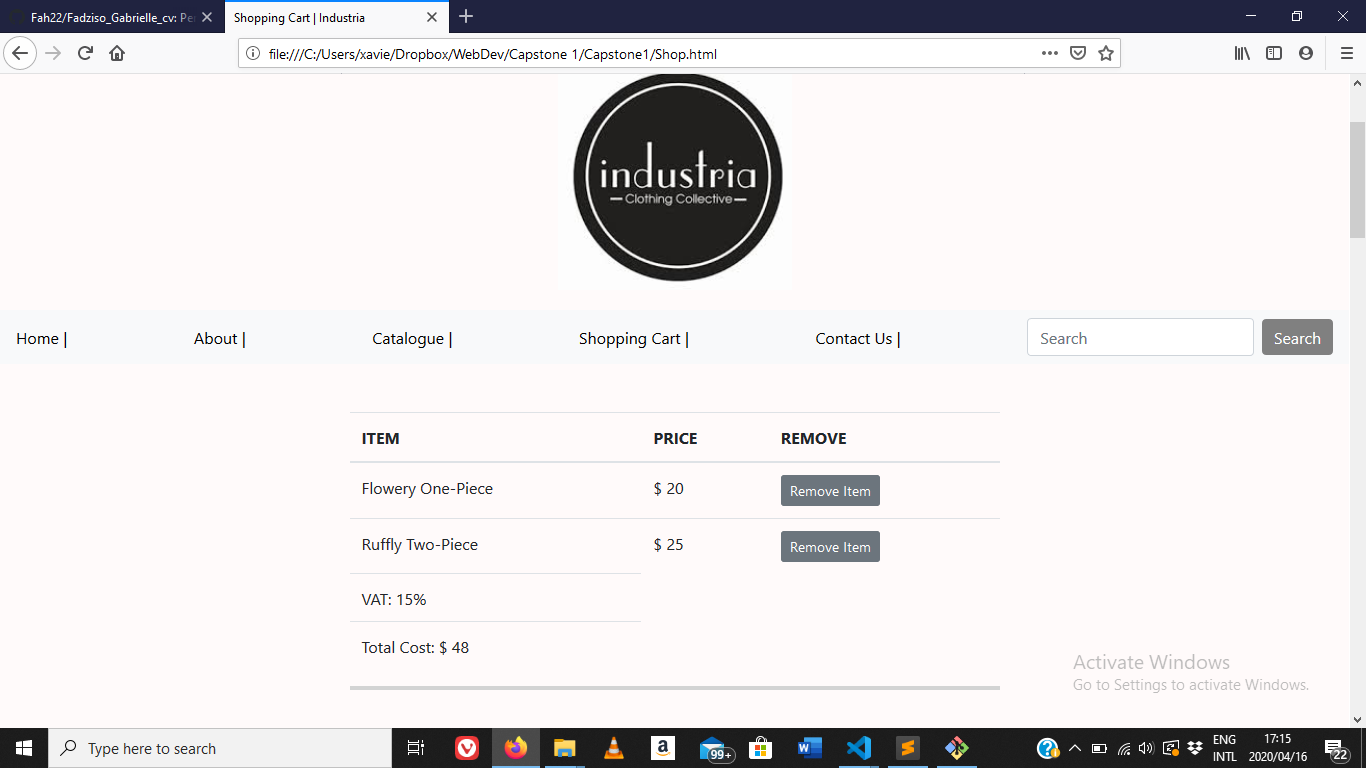 Fah22/Fadziso_Gabrielle_cv: Pe
Shopping Cart | Industria
file:///C:/Users/xavie/Dropbox/WebDev/Capstone 1/Capstone1/Shop.html
industria
Clothing Collective
Home |
About |
Catalogue |
Shopping Cart |
Contact Us |
Search
Search
ITEM PRICE REMOVE
Flowery One-Piece $ 20 Remove Item
Ruffly Two-Piece $ 25 Remove Item
VAT: 15%
Total Cost: $ 48
Activate Windows
Go to Settings to activate Windows.
Type here to search
99+
ENG
INTL
17:15
2020/04/16
22